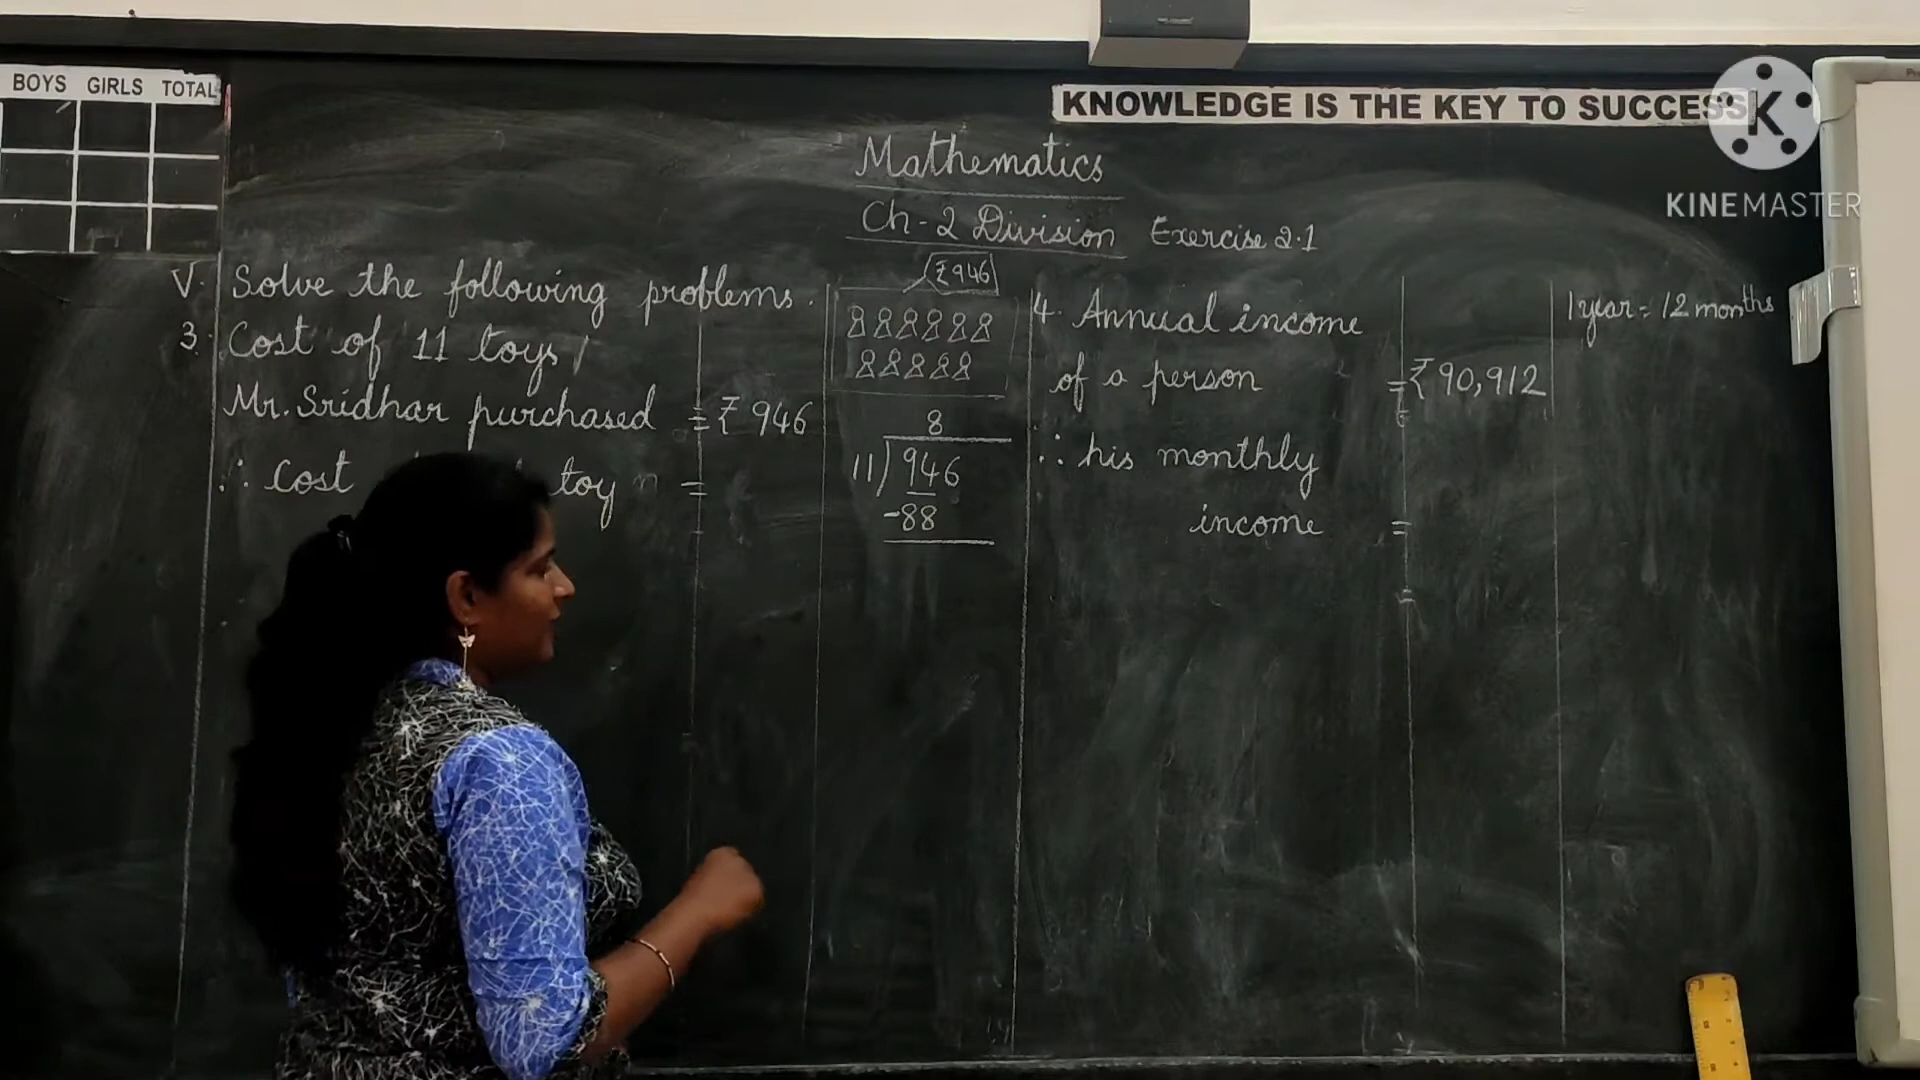 BOYS GIRLS TOTAL
KNOWLEDGE IS THE KEY TO SUCCESS
K
KINEMASTER
Mathematics
Ch-2 Division Exercise 2.1
V. Solve the following problems.
3. Cost of 11 toys
Mr. Sridhar purchased = ₹ 946
∴ cost toy =
₹946
8
11) 946
-88
4. Annual income
of a person = ₹90,912
∴ his monthly
income =
=
1 year = 12 months